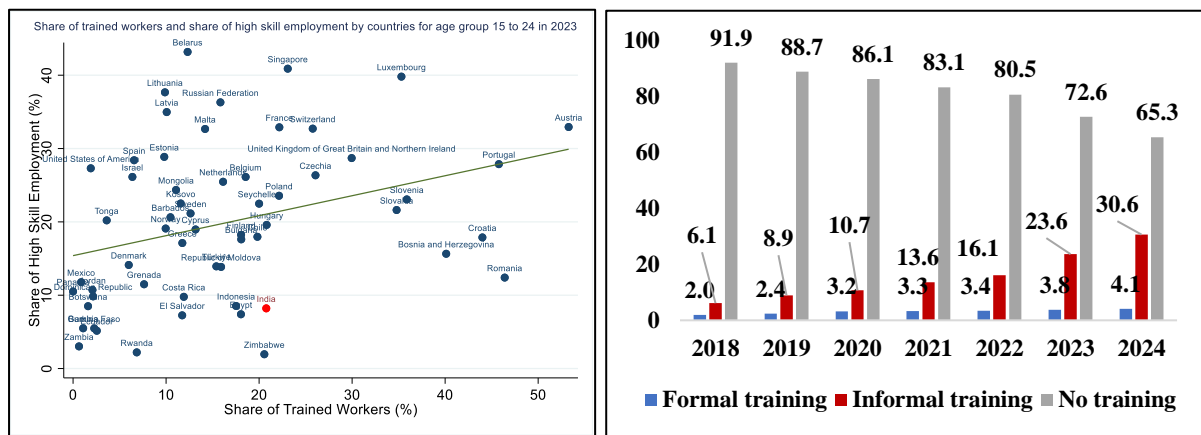 Share of trained workers and share of high skill employment by countries for age group 15 to 24 in 2023
Share of High Skill Employment (%)
40
30
20
10
0
Belarus
Singapore
Luxembourg
Lithuania
Russian Federation
Latvia
Malta
France
Switzerland
Austria
Estonia
United Kingdom of Great Britain and Northern Ireland
Spain
United States of America
Portugal
Israel
Belgium
Czechia
Netherlands
Mongolia
Poland
Kosovo
Seychelles
Slovenia
Sweden
Slovakia
Barbados
Tonga
Hungary
Norway
Cyprus
Finland
Croatia
Greece
Bosnia and Herzegovina
Republic of Moldova
Türkiye
Denmark
Mexico
Grenada
Romania
Jordan
Dominican Republic
Costa Rica
Botswana
Indonesia
India
El Salvador
Egypt
Zambia
Rwanda
Zimbabwe
0 10 20 30 40 50
Share of Trained Workers (%)
100
80
60
40
20
0
91.9 88.7 86.1 83.1 80.5 72.6 65.3
6.1 8.9 10.7 13.6 16.1 23.6 30.6
2.0 2.4 3.2 3.3 3.4 3.8 4.1
2018 2019 2020 2021 2022 2023 2024
Formal training Informal training No training